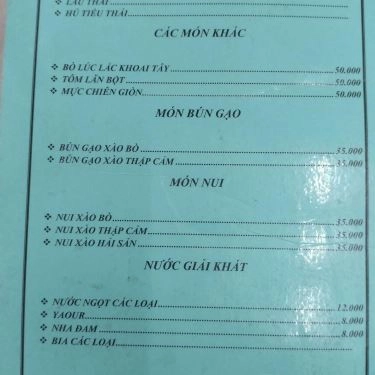 ❖ LẨU THÁI
❖ HỦ TIẾU THÁI
CÁC MÓN KHÁC
❖ BÒ LÚC LẮC KHOAI TÂY 50.000
❖ TÔM LĂN BỘT 50.000
❖ MỰC CHIÊN GIÒN 50.000
MÓN BÚN GẠO
❖ BÚN GẠO XÀO BÒ 35.000
❖ BÚN GẠO XÀO THẬP CẨM 35.000
MÓN NUI
❖ NUI XÀO BÒ 35.000
❖ NUI XÀO THẬP CẨM 35.000
❖ NUI XÀO HẢI SẢN 35.000
NƯỚC GIẢI KHÁT
❖ NƯỚC NGỌT CÁC LOẠI 12.000
❖ YAOUR 8.000
❖ NHA ĐAM 8.000
❖ BIA CÁC LOẠI